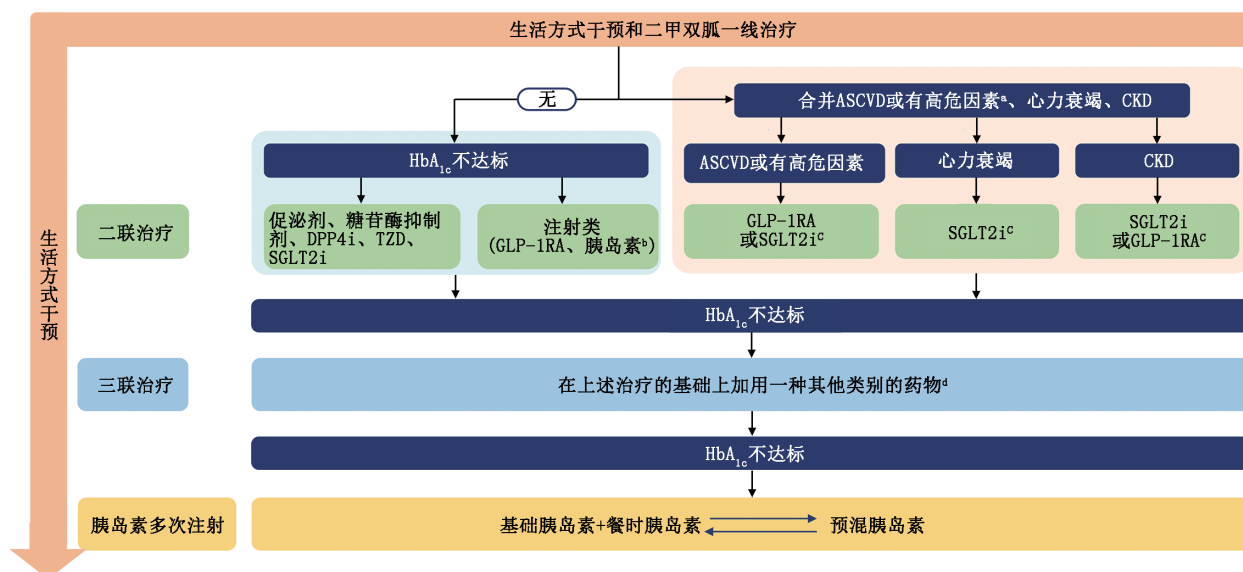 生活方式干预和二甲双胍一线治疗
无
合并ASCVD或有高危因素ᵃ、心力衰竭、CKD
HbA₁c不达标
ASCVD或有高危因素
心力衰竭
CKD
二联治疗
促泌剂、糖苷酶抑制
剂、DPP4i、TZD、
SGLT2i
注射类
(GLP-1RA、胰岛素ᵇ)
GLP-1RA
或SGLT2iᶜ
SGLT2iᶜ
SGLT2i
或GLP-1RAᶜ
生活方式干预
HbA₁c不达标
三联治疗
在上述治疗的基础上加用一种其他类别的药物ᵈ
HbA₁c不达标
胰岛素多次注射
基础胰岛素+餐时胰岛素
预混胰岛素